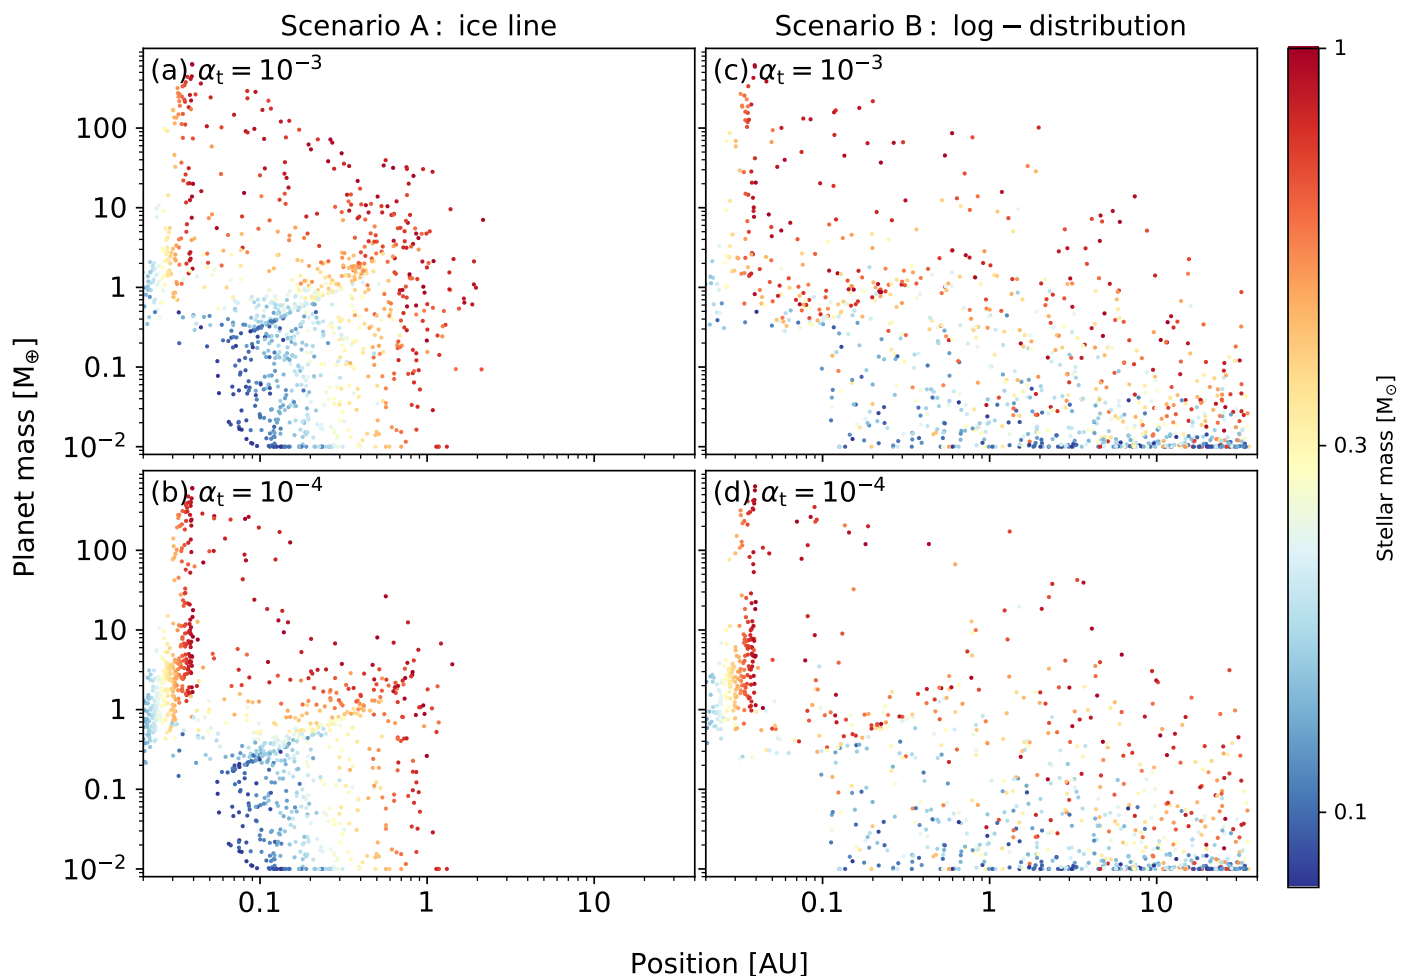 Scenario A: ice line
Scenario B: log−distribution
(a) αₜ = 10⁻³
(c) αₜ = 10⁻³
100
10
1
0.1
10⁻²
(b) αₜ = 10⁻⁴
(d) αₜ = 10⁻⁴
100
10
1
0.1
10⁻²
0.1
1
10
0.1
1
10
Planet mass [M⊕]
Position [AU]
1
0.3
0.1
Stellar mass [M⊙]